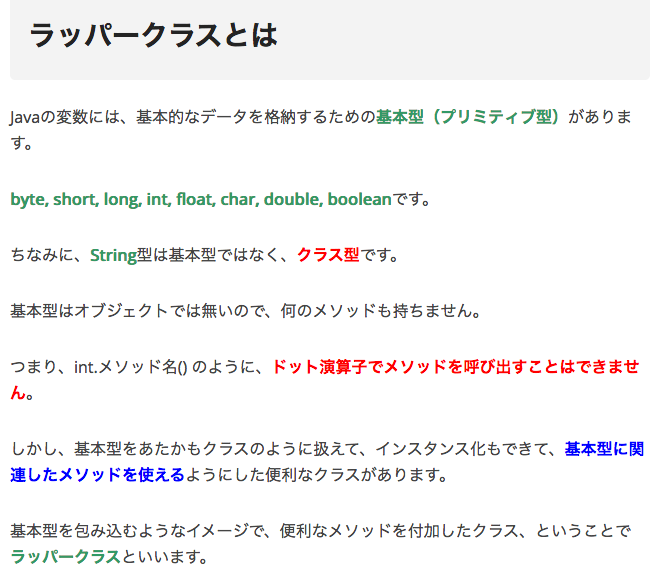 ラッパークラスとは
Javaの変数には、基本的なデータを格納するための基本型（プリミティブ型）がありま
す。
byte, short, long, int, float, char, double, booleanです。
ちなみに、String型は基本型ではなく、クラス型です。
基本型はオブジェクトでは無いので、何のメソッドも持ちません。
つまり、int.メソッド名() のように、ドット演算子でメソッドを呼び出すことはできませ
ん。
しかし、基本型をあたかもクラスのように扱えて、インスタンス化もできて、基本型に関
連したメソッドを使えるようにした便利なクラスがあります。
基本型を包み込むようなイメージで、便利なメソッドを付加したクラス、ということで
ラッパークラスといいます。